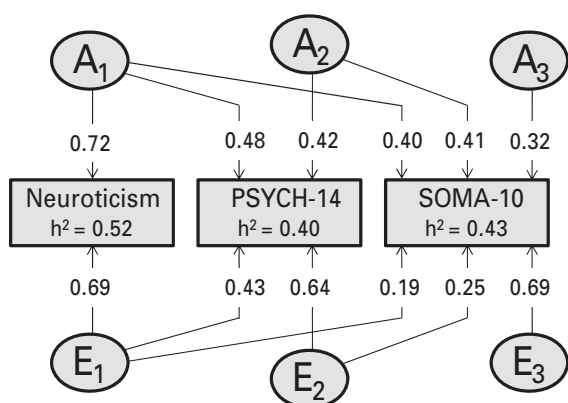 A₁ A₂ A₃
0.72 0.48 0.42 0.40 0.41 0.32
Neuroticism PSYCH-14 SOMA-10
h² = 0.52 h² = 0.40 h² = 0.43
0.69 0.43 0.64 0.19 0.25 0.69
E₁ E₂ E₃